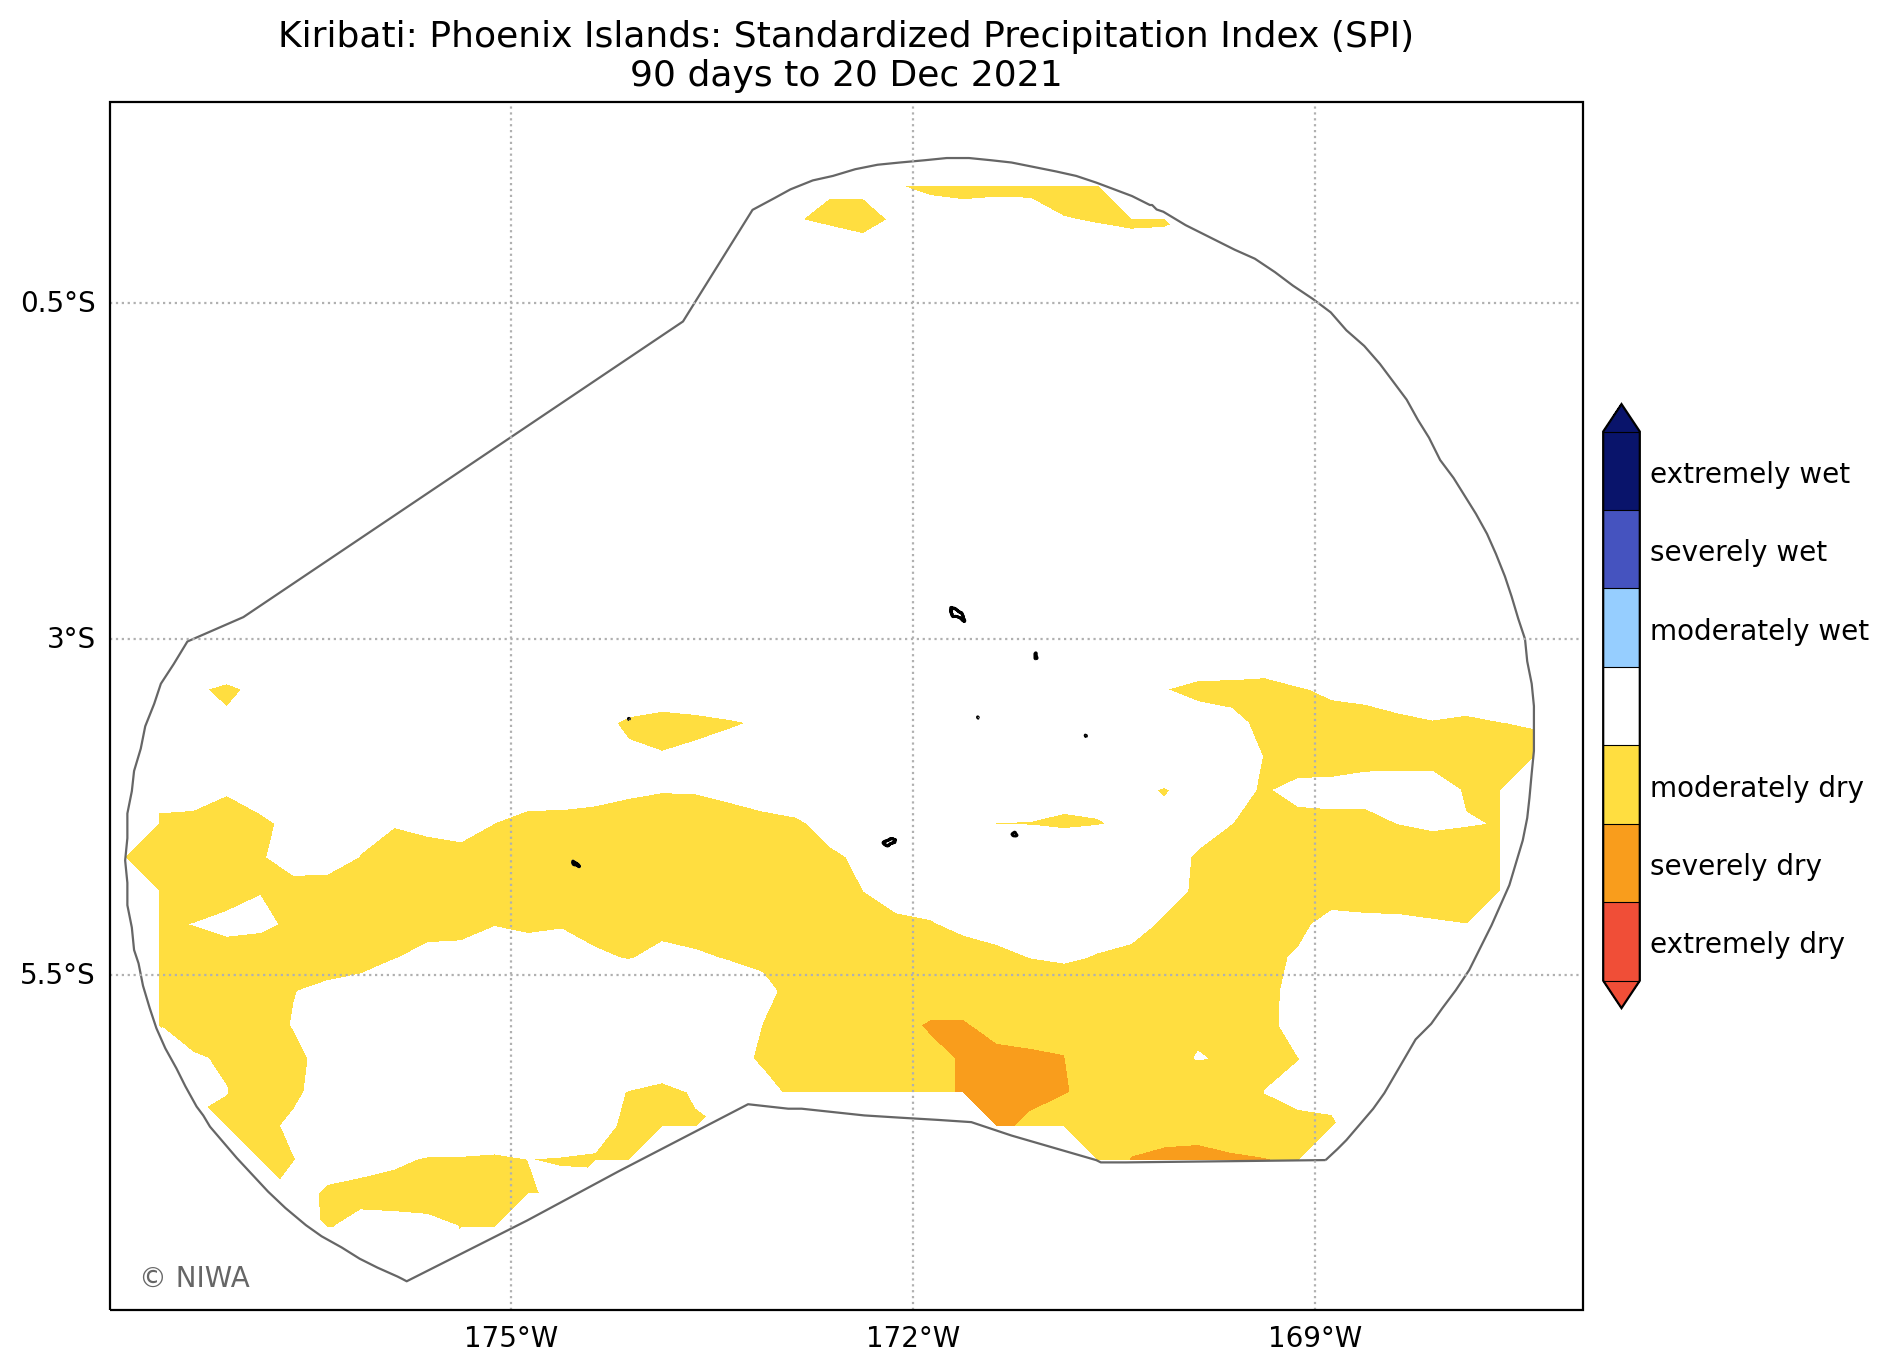 Kiribati: Phoenix Islands: Standardized Precipitation Index (SPI)
90 days to 20 Dec 2021
0.5°S
3°S
5.5°S
175°W
172°W
169°W
extremely wet
severely wet
moderately wet
moderately dry
severely dry
extremely dry
© NIWA